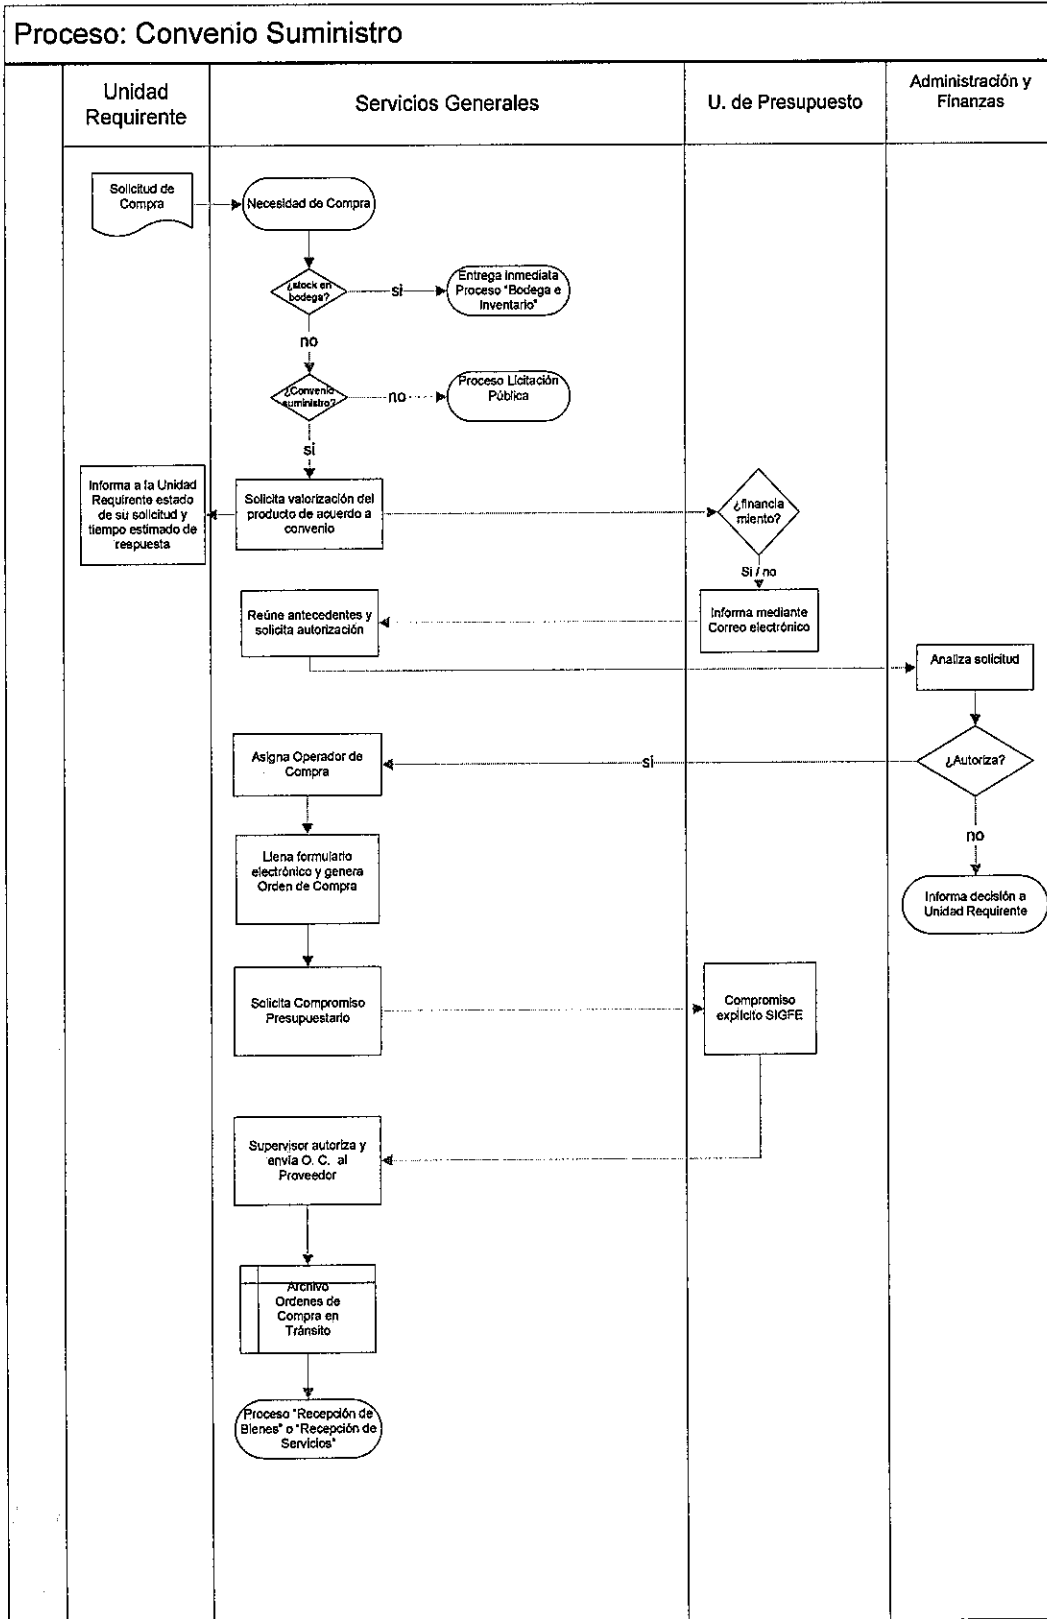 Proceso: Convenio Suministro
Unidad
Requirente
Servicios Generales
U. de Presupuesto
Administración y
Finanzas
Solicitud de
Compra
Necesidad de Compra
¿stock en
bodega?
si
Entrega Inmediata
Proceso "Bodega e
Inventario"
no
¿Convenio
suministro?
no
Proceso Licitación
Pública
si
Informa a la Unidad
Requirente estado
de su solicitud y
tiempo estimado de
respuesta
Solicita valorización del
producto de acuerdo a
convenio
¿financia
miento?
Si / no
Reúne antecedentes y
solicita autorización
Informa mediante
Correo electrónico
Analiza solicitud
Asigna Operador de
Compra
si
¿Autoriza?
no
Llena formulario
electrónico y genera
Orden de Compra
Informa decisión a
Unidad Requirente
Solicita Compromiso
Presupuestario
Compromiso
explícito SIGFE
Supervisor autoriza y
envía O. C. al
Proveedor
Archivo
Ordenes de
Compra en
Tránsito
Proceso "Recepción de
Bienes" o "Recepción de
Servicios"